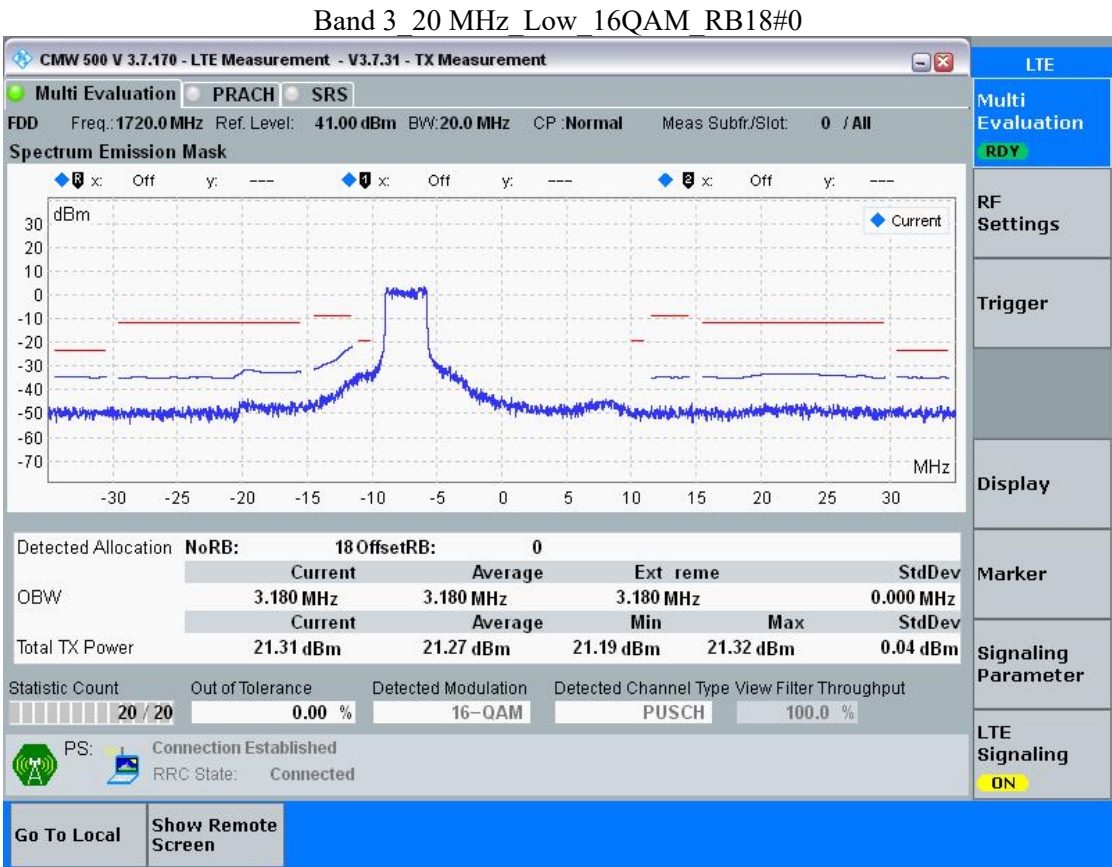 Band 3_20 MHz_Low_16QAM_RB18#0
CMW 500 V 3.7.170 - LTE Measurement - V3.7.31 - TX Measurement
LTE
Multi Evaluation PRACH SRS
Multi Evaluation
RDY
FDD Freq.: 1720.0 MHz Ref. Level: 41.00 dBm BW: 20.0 MHz CP : Normal Meas Subfr./Slot: 0 / All
Spectrum Emission Mask
R x: Off y: --- 1 x: Off y: --- 2 x: Off y: ---
dBm
Current
30
20
10
0
-10
-20
-30
-40
-50
-60
-70
MHz
-30 -25 -20 -15 -10 -5 0 5 10 15 20 25 30
RF Settings
Trigger
Display
Marker
Signaling Parameter
LTE Signaling
ON
Detected Allocation NoRB: 18 OffsetRB: 0
Current Average Ext reme StdDev
OBW 3.180 MHz 3.180 MHz 3.180 MHz 0.000 MHz
Current Average Min Max StdDev
Total TX Power 21.31 dBm 21.27 dBm 21.19 dBm 21.32 dBm 0.04 dBm
Statistic Count Out of Tolerance Detected Modulation Detected Channel Type View Filter Throughput
20 / 20 0.00 % 16-QAM PUSCH 100.0 %
PS: Connection Established
RRC State: Connected
Go To Local Show Remote Screen